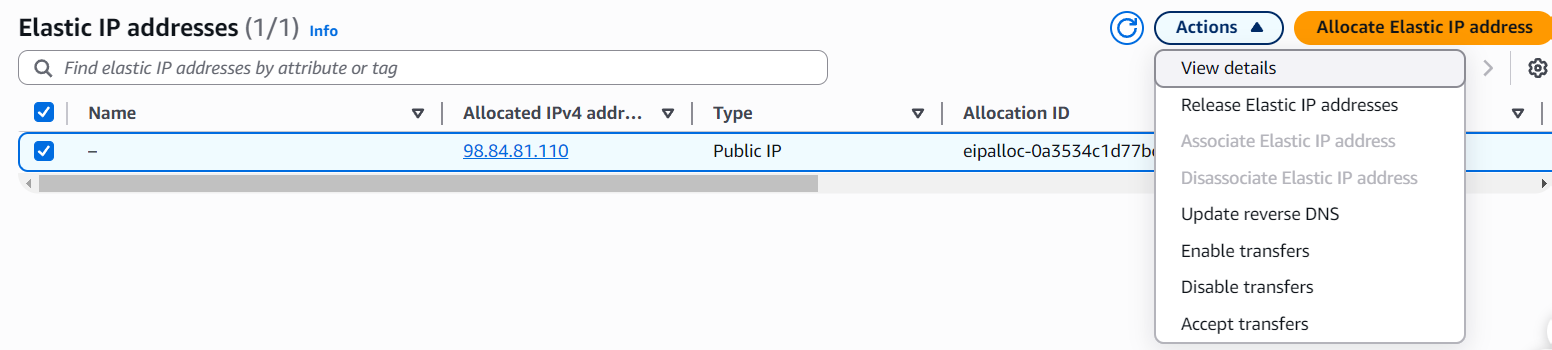 Elastic IP addresses (1/1) Info
Actions
Allocate Elastic IP address
Find elastic IP addresses by attribute or tag
Name
Allocated IPv4 addr...
Type
Allocation ID
–
98.84.81.110
Public IP
eipalloc-0a3534c1d77b
View details
Release Elastic IP addresses
Associate Elastic IP address
Disassociate Elastic IP address
Update reverse DNS
Enable transfers
Disable transfers
Accept transfers